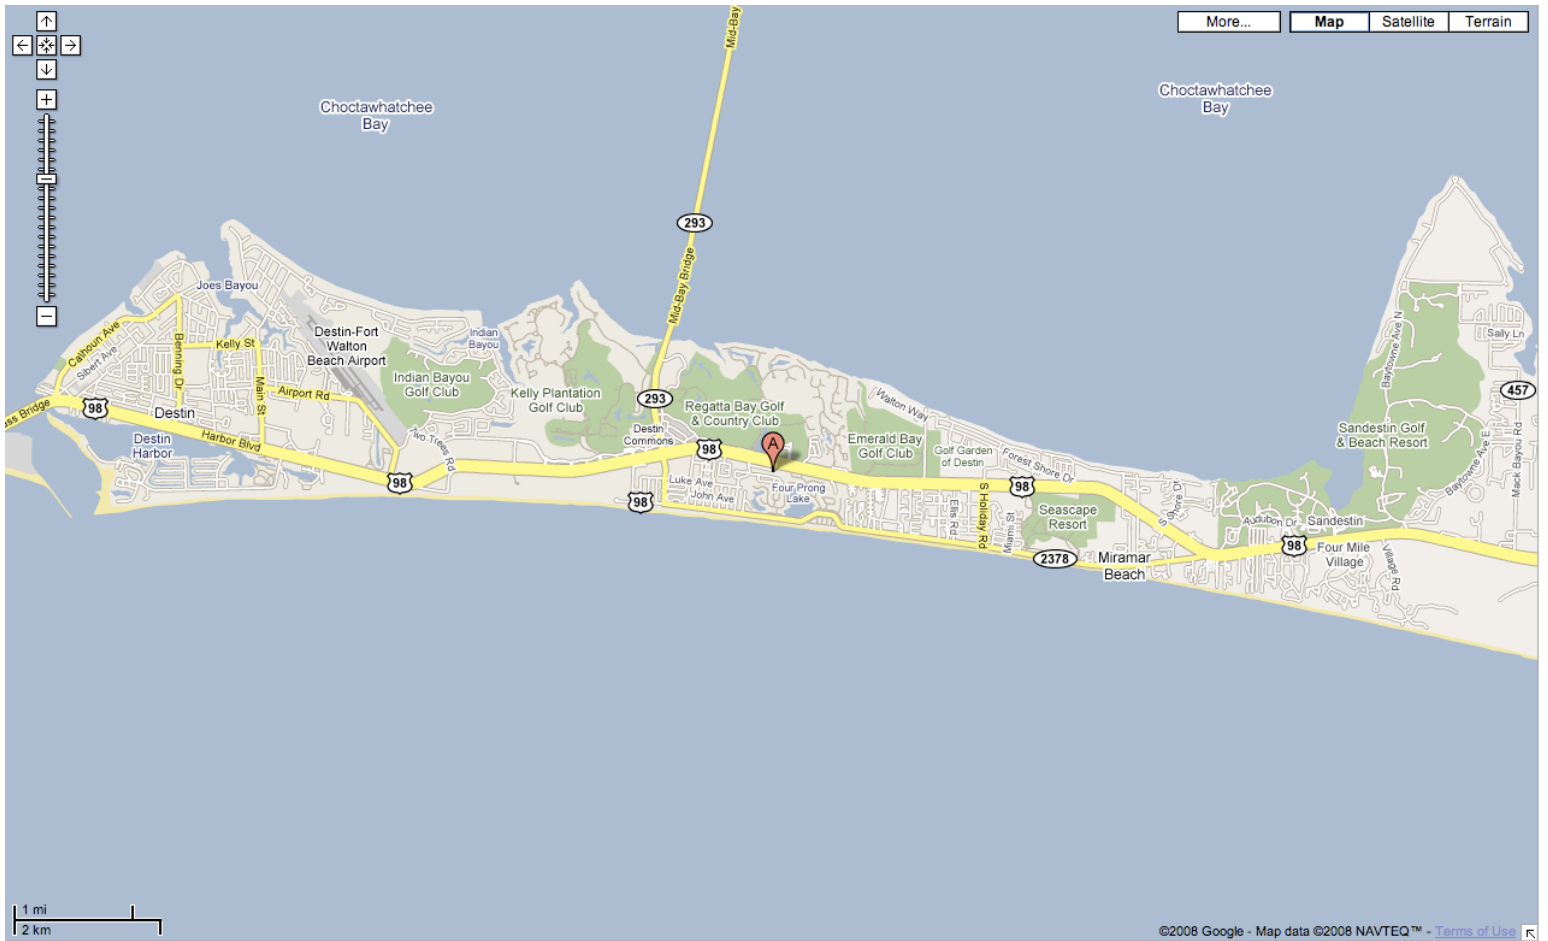 More...
Map
Satellite
Terrain
Mid-Bay
Choctawhatchee
Bay
Choctawhatchee
Bay
293
Mid-Bay Bridge
Joes Bayou
Calhoun Ave
Sibert Ave
Benning Dr
Kelly St
Main St
Airport Rd
Destin-Fort
Walton
Beach Airport
Indian
Bayou
Indian Bayou
Golf Club
Kelly Plantation
Golf Club
293
Regatta Bay Golf
& Country Club
Walton Way
Baytowne Ave N
Sally Ln
457
98
Destin
Destin
Harbor
Harbor Blvd
Two Trees Rd
98
Destin
Commons
98
A
Emerald Bay
Golf Club
Golf Garden
of Destin
Forest Shore Dr
Sandestin Golf
& Beach Resort
Baytowne Ave E
Mack Bayou Rd
Luke Ave
John Ave
98
Four Prong
Lake
Ellis Rd
S Holiday Rd
Miami St
98
Seascape
Resort
S Shore Dr
Audubon Dr
Sandestin
98
Four Mile
Village
Village Rd
2378
Miramar
Beach
1 mi
2 km
©2008 Google - Map data ©2008 NAVTEQ™ - Terms of Use